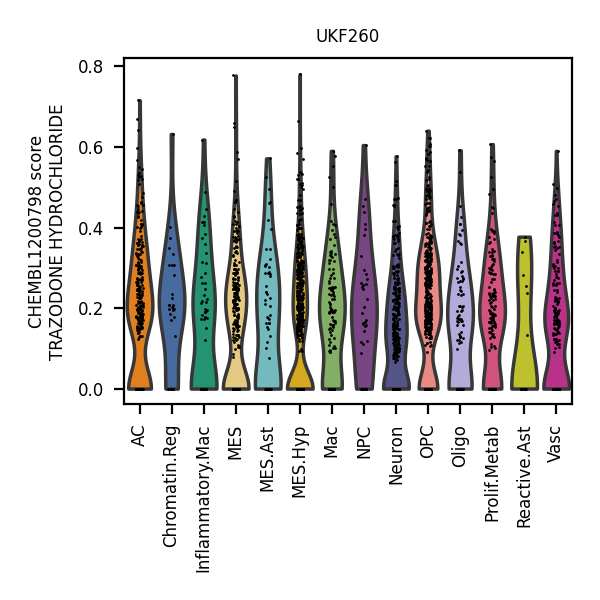 UKF260
CHEMBL1200798 score
TRAZODONE HYDROCHLORIDE
0.8
0.6
0.4
0.2
0.0
AC
Chromatin.Reg
Inflammatory.Mac
MES
MES.Ast
MES.Hyp
Mac
NPC
Neuron
OPC
Oligo
Prolif.Metab
Reactive.Ast
Vasc